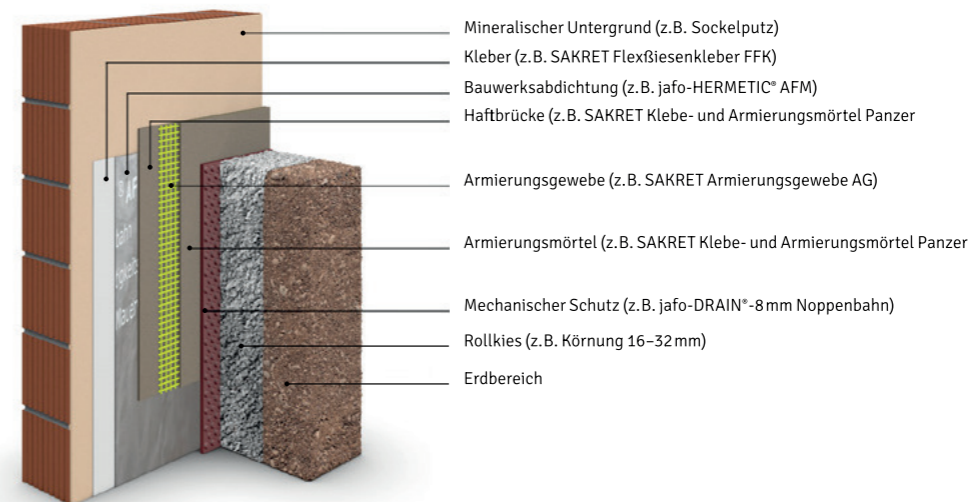 Mineralischer Untergrund (z.B. Sockelputz)
Kleber (z.B. SAKRET Flexßiesenkleber FFK)
Bauwerksabdichtung (z.B. jafo-HERMETIC® AFM)
Haftbrücke (z.B. SAKRET Klebe- und Armierungsmörtel Panzer
Armierungsgewebe (z.B. SAKRET Armierungsgewebe AG)
Armierungsmörtel (z.B. SAKRET Klebe- und Armierungsmörtel Panzer
Mechanischer Schutz (z.B. jafo-DRAIN®-8 mm Noppenbahn)
Rollkies (z.B. Körnung 16–32 mm)
Erdbereich